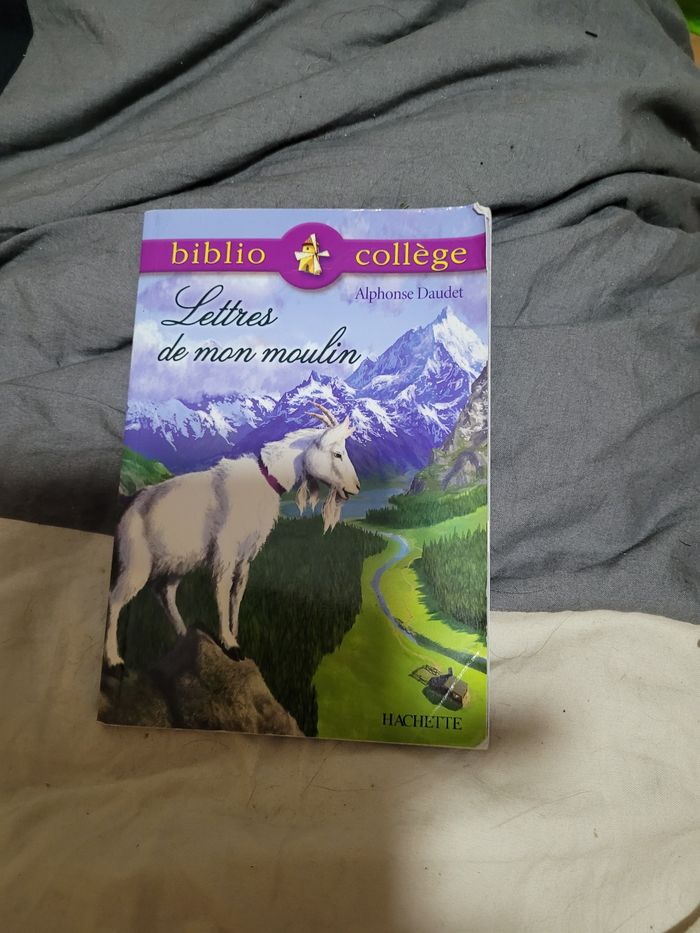 biblio collège
Alphonse Daudet
Lettres
de mon moulin
HACHETTE